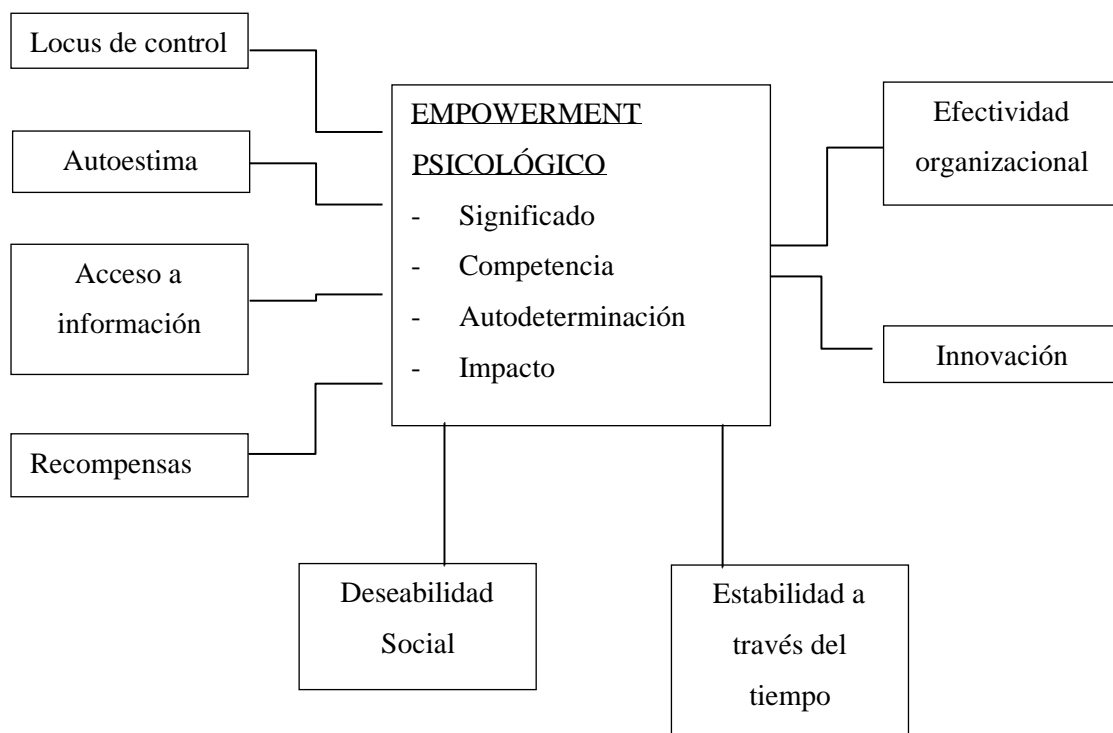 Locus de control
Autoestima
Acceso a
información
Recompensas
EMPOWERMENT
PSICOLÓGICO
- Significado
- Competencia
- Autodeterminación
- Impacto
Efectividad
organizacional
Innovación
Deseabilidad
Social
Estabilidad a
través del
tiempo